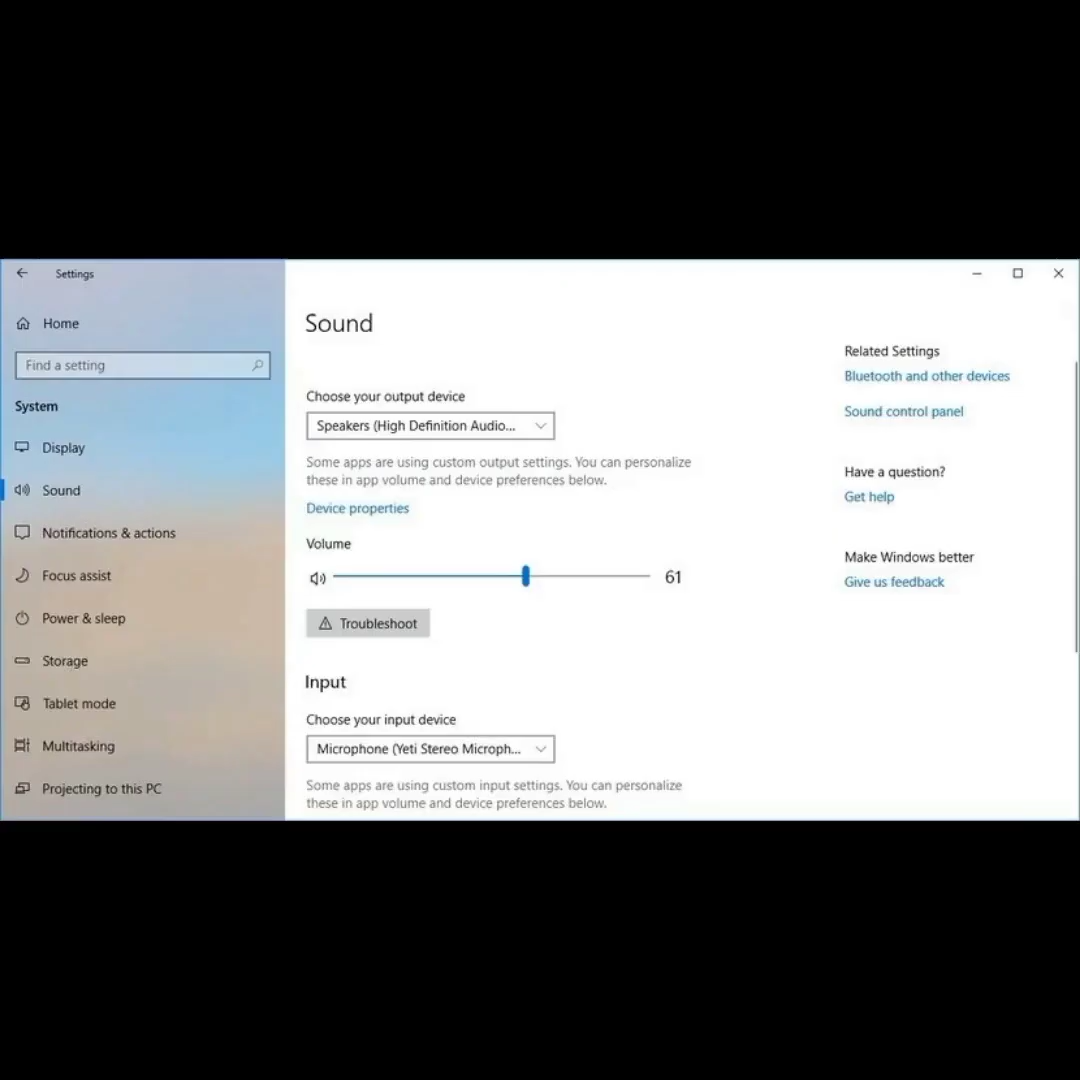 Settings
Home
Find a setting
System
Display
Sound
Notifications & actions
Focus assist
Power & sleep
Storage
Tablet mode
Multitasking
Projecting to this PC
Sound
Choose your output device
Speakers (High Definition Audio...
Some apps are using custom output settings. You can personalize
these in app volume and device preferences below.
Device properties
Volume
61
Troubleshoot
Input
Choose your input device
Microphone (Yeti Stereo Microph...
Some apps are using custom input settings. You can personalize
these in app volume and device preferences below.
Related Settings
Bluetooth and other devices
Sound control panel
Have a question?
Get help
Make Windows better
Give us feedback